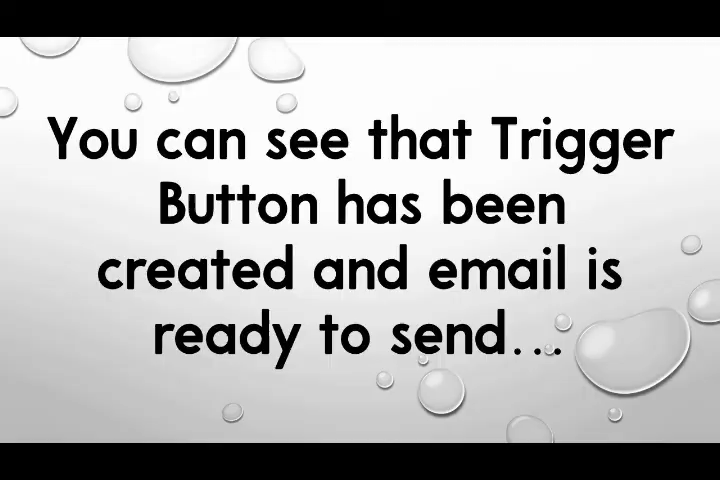 You can see that Trigger
Button has been
created and email is
ready to send...